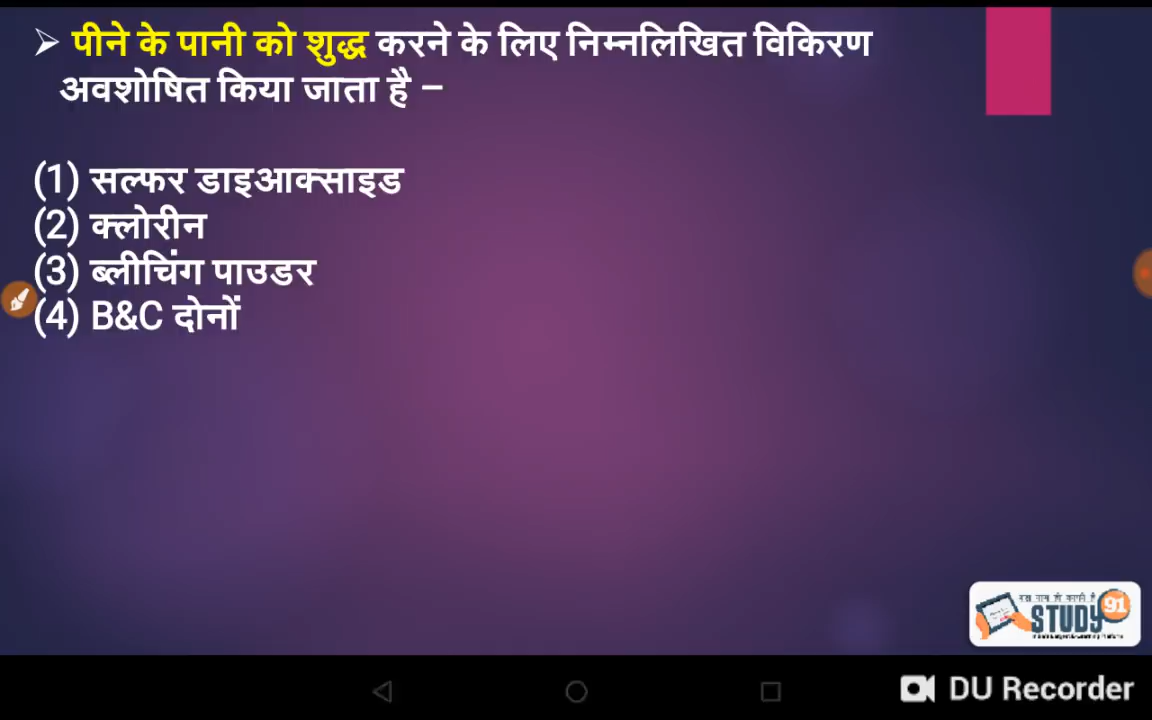 ➢ पीने के पानी को शुद्ध करने के लिए निम्नलिखित विकिरण
अवशोषित किया जाता है –
(1) सल्फर डाइआक्साइड
(2) क्लोरीन
(3) ब्लीचिंग पाउडर
(4) B&C दोनों
STUDY 91
DU Recorder